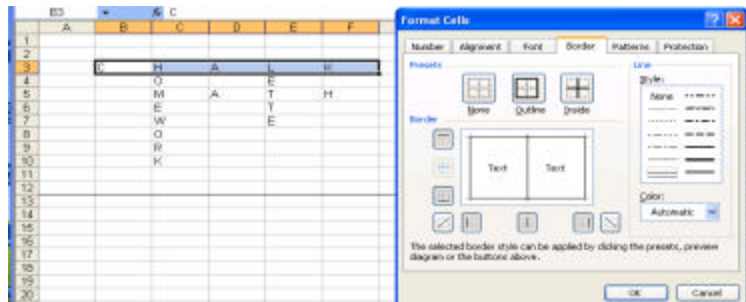 B3 C
A B C D E F
1
2
3 C H A L K
4 O E
5 M A T H
6 E T
7 W E
8 O
9 R
10 K
11
12
13
14
15
16
17
18
19
20
Format Cells
Number Alignment Font Border Patterns Protection
Presets
None Outline Inside
Border
Text Text
Line
Style:
None
Color:
Automatic
The selected border style can be applied by clicking the presets, preview
diagram or the buttons above.
OK Cancel